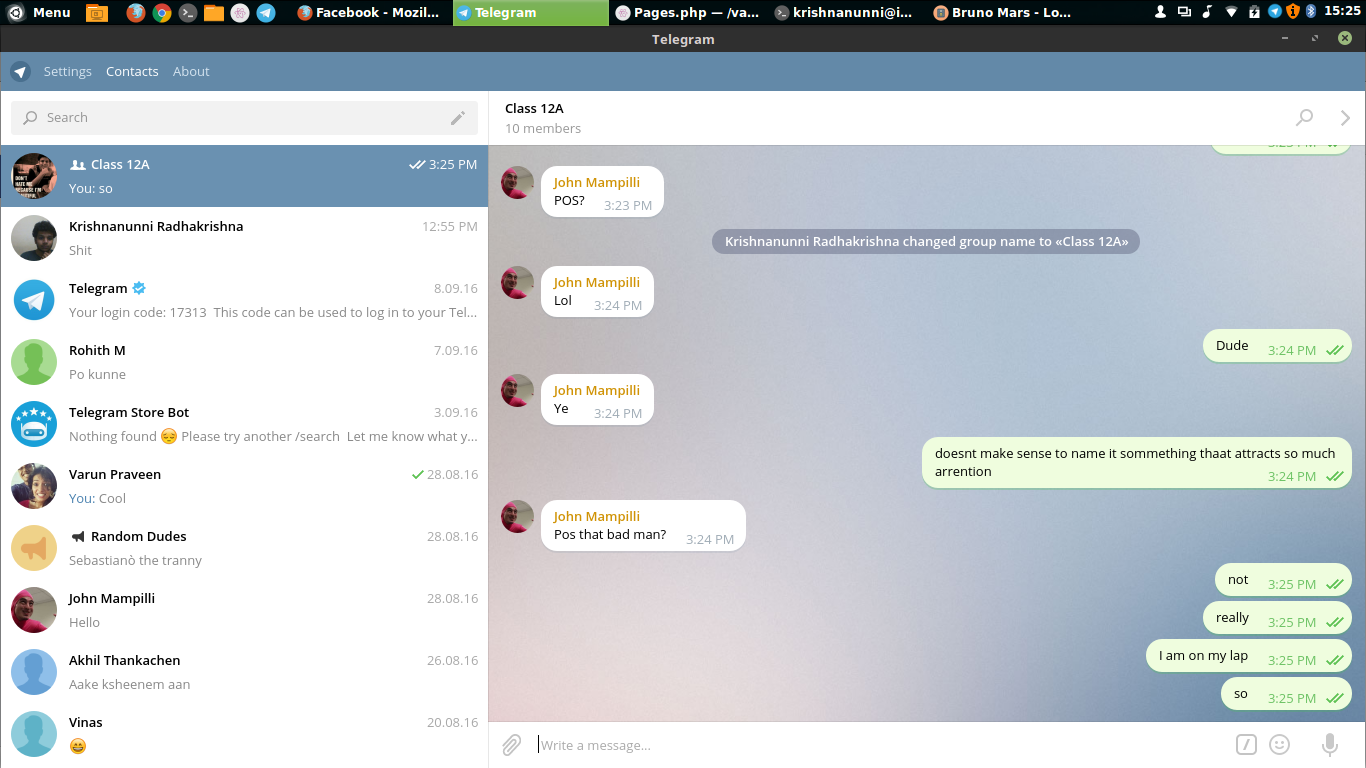 Menu
Facebook - Mozil...
Telegram
Pages.php — /va...
krishnanunni@i...
Bruno Mars - Lo...
15:25
Telegram
Settings Contacts About
Search
Class 12A 3:25 PM
You: so
Krishnanunni Radhakrishna 12:55 PM
Shit
Telegram 8.09.16
Your login code: 17313 This code can be used to log in to your Tel...
Rohith M 7.09.16
Po kunne
Telegram Store Bot 3.09.16
Nothing found 😔 Please try another /search Let me know what y...
Varun Praveen 28.08.16
You: Cool
Random Dudes 28.08.16
Sebastianò the tranny
John Mampilli 28.08.16
Hello
Akhil Thankachen 26.08.16
Aake ksheenem aan
Vinas 20.08.16
😄
Class 12A
10 members
John Mampilli
POS? 3:23 PM
Krishnanunni Radhakrishna changed group name to «Class 12A»
John Mampilli
Lol 3:24 PM
Dude 3:24 PM
John Mampilli
Ye 3:24 PM
doesnt make sense to name it sommething thaat attracts so much
arrention 3:24 PM
John Mampilli
Pos that bad man? 3:24 PM
not 3:25 PM
really 3:25 PM
I am on my lap 3:25 PM
so 3:25 PM
Write a message...